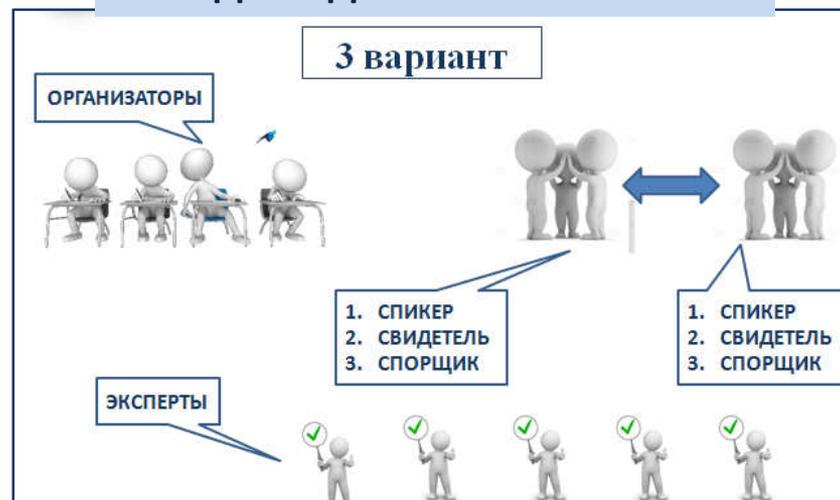 3 вариант
ОРГАНИЗАТОРЫ
1. СПИКЕР
2. СВИДЕТЕЛЬ
3. СПОРЩИК
1. СПИКЕР
2. СВИДЕТЕЛЬ
3. СПОРЩИК
ЭКСПЕРТЫ